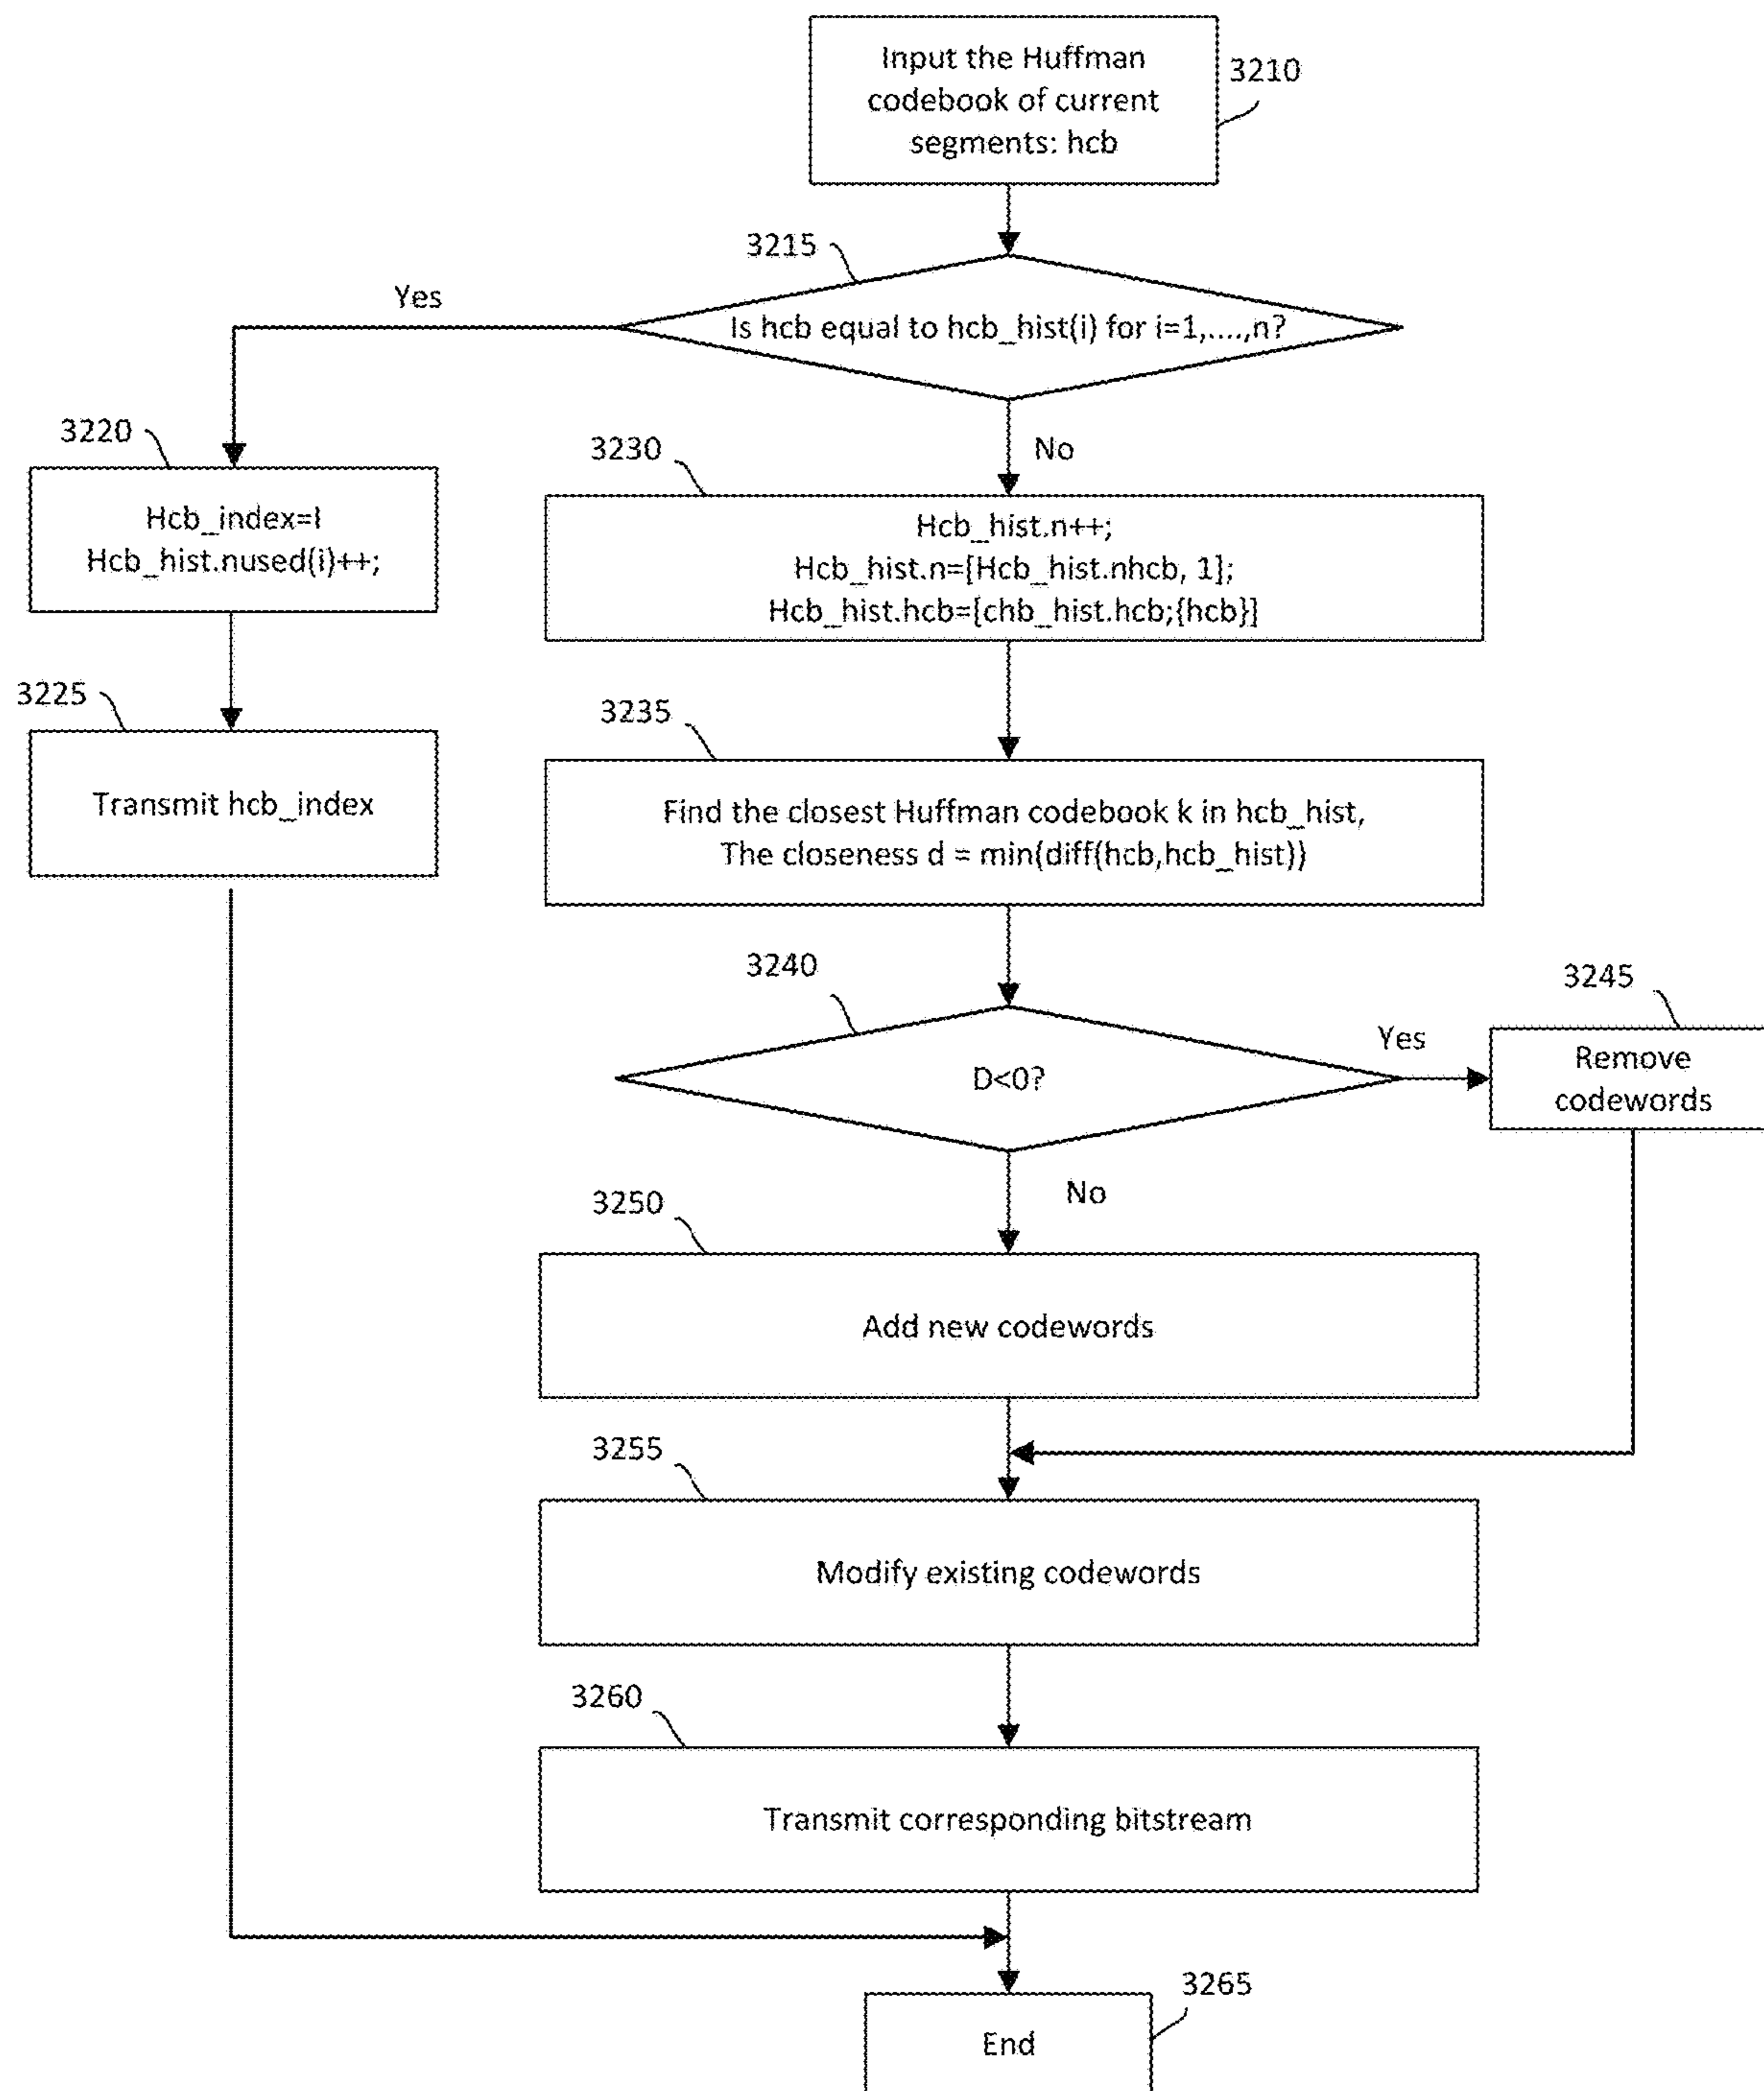 Input the Huffman
codebook of current
segments: hcb
3210
3215
Is hcb equal to hcb_hist(i) for i=1,....,n?
Yes
No
3220
Hcb_index=I
Hcb_hist.nused(i)++;
3225
Transmit hcb_index
3230
Hcb_hist.n++;
Hcb_hist.n=[Hcb_hist.nhcb, 1];
Hcb_hist.hcb=[chb_hist.hcb;{hcb}]
3235
Find the closest Huffman codebook k in hcb_hist,
The closeness d = min(diff(hcb,hcb_hist))
3240
D<0?
Yes
3245
Remove
codewords
No
3250
Add new codewords
3255
Modify existing codewords
3260
Transmit corresponding bitstream
3265
End